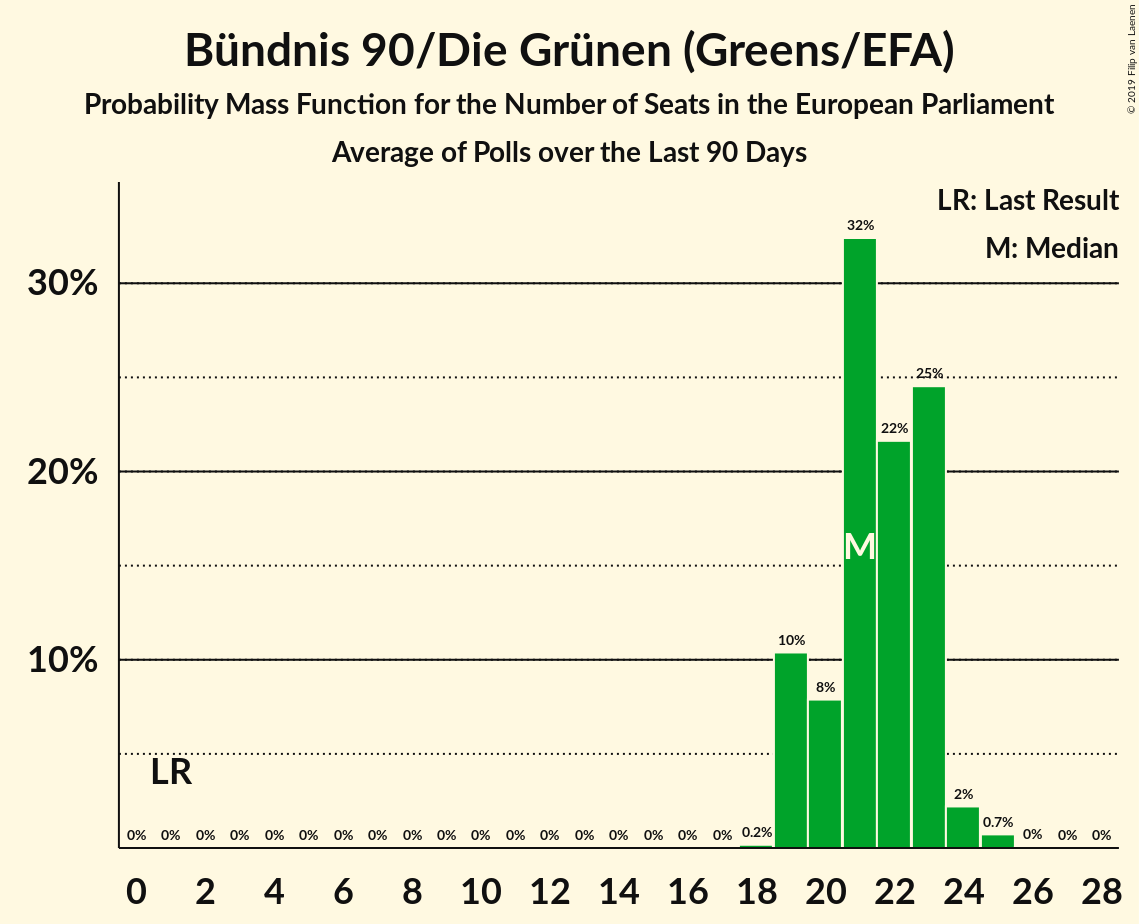 Bündnis 90/Die Grünen (Greens/EFA)
Probability Mass Function for the Number of Seats in the European Parliament
Average of Polls over the Last 90 Days
© 2019 Filip van Laenen
LR: Last Result
M: Median
32%
30%
25%
22%
20%
M
10%
10%
8%
LR
2%
0% 0% 0% 0% 0% 0% 0% 0% 0% 0% 0% 0% 0% 0% 0% 0% 0% 0% 0.2% 0.7% 0% 0% 0%
0 2 4 6 8 10 12 14 16 18 20 22 24 26 28